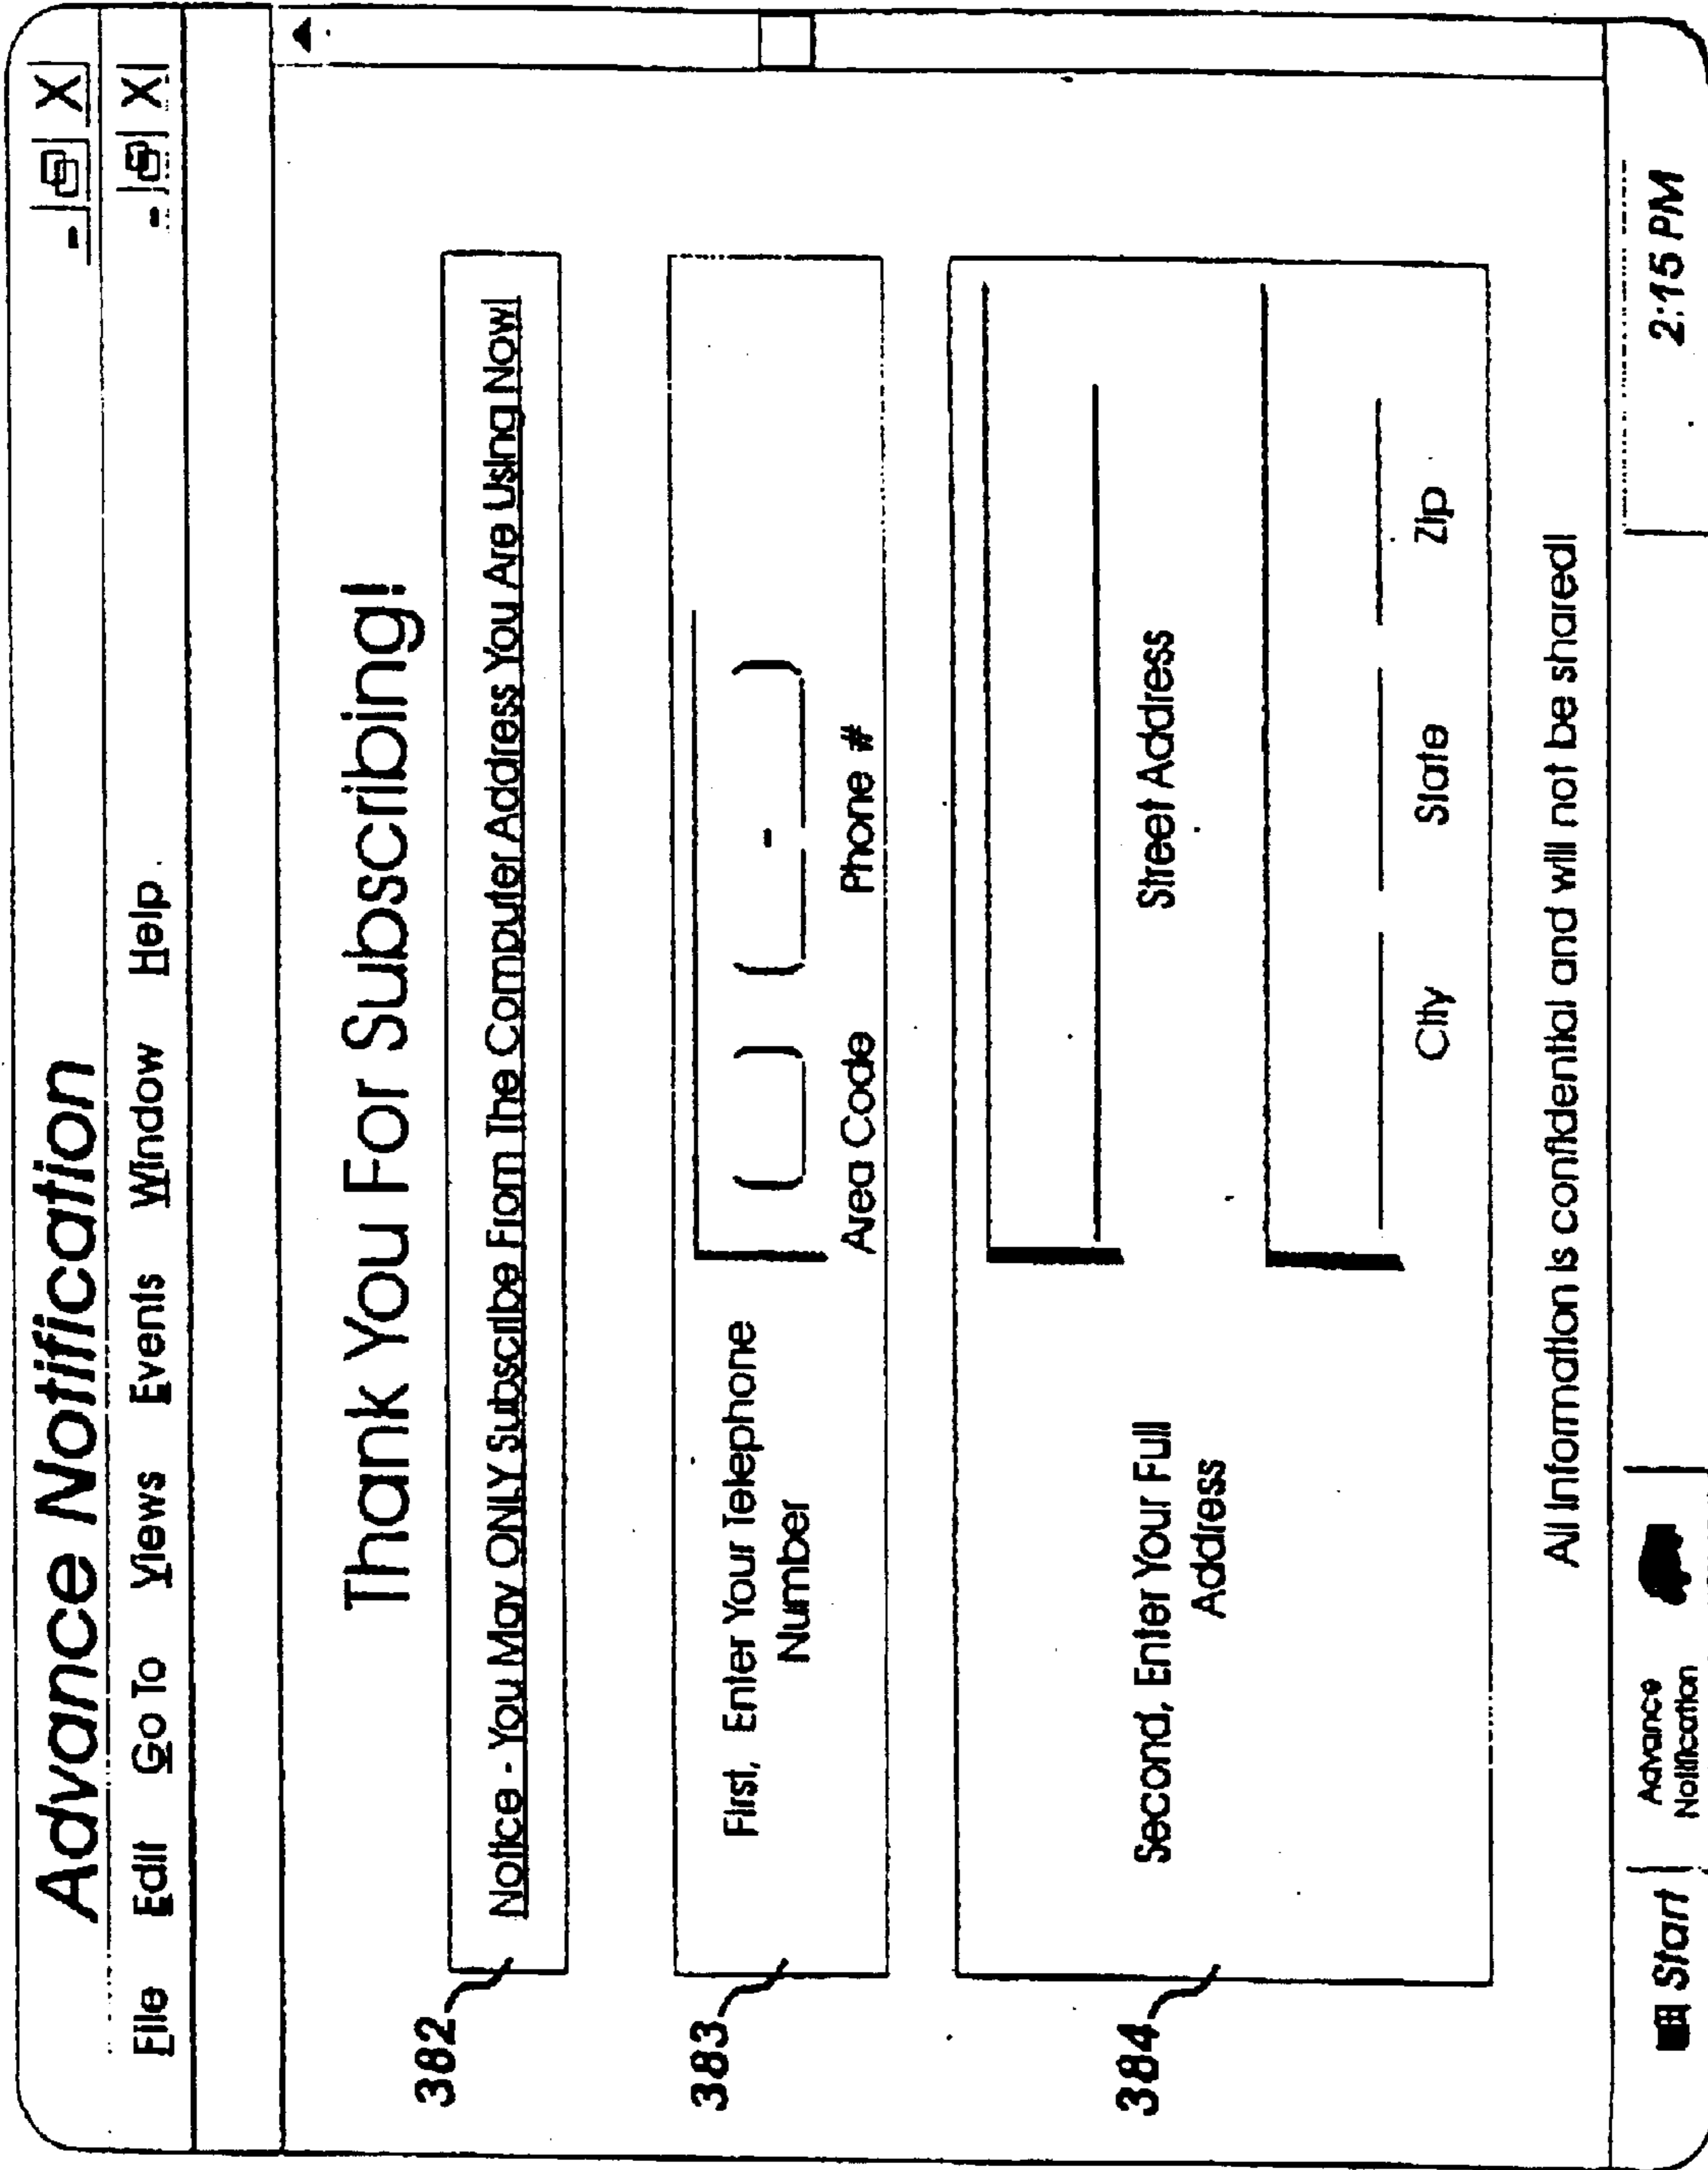 Advance Notification
- X
File Edit Go To Views Events Window Help
- X
Thank You For Subscribing!
382
Notice - You May ONLY Subscribe From The Computer Address You Are Using Now!
383
First, Enter Your Telephone
Number
( ) ( - )
Area Code Phone #
384
Second, Enter Your Full
Address
Street Address
City State Zip
All Information is confidential and will not be shared!
Start
Advance
Notification
2:15 PM